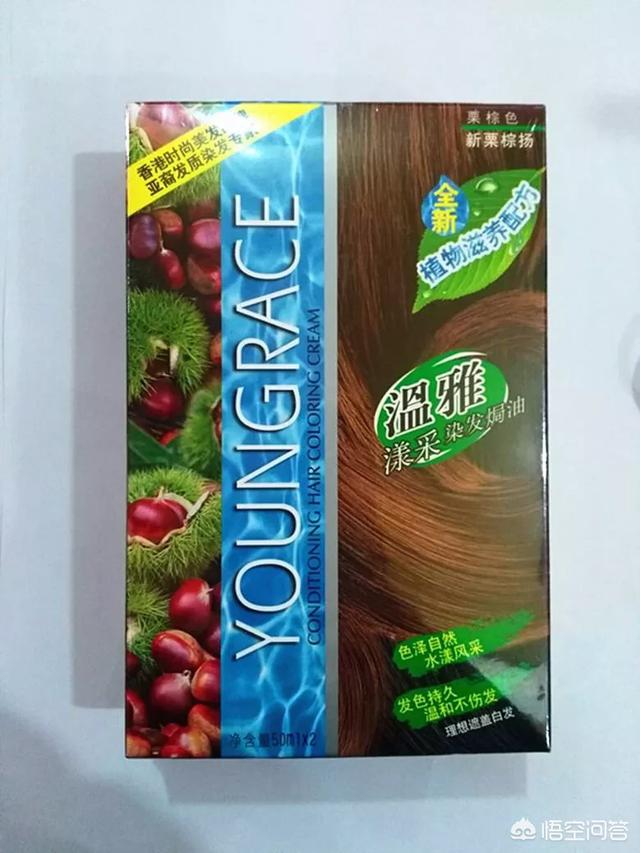 香港时尚美发
亚裔发质染发专家
栗棕色
新栗棕扬
全新
植物滋养配方
YOUNGRACE
CONDITIONING HAIR COLORING CREAM
溫雅
漾采染发焗油
色泽自然
水漾风采
发色持久
温和不伤发
理想遮盖白发
净含量50ml×2
悟空问答